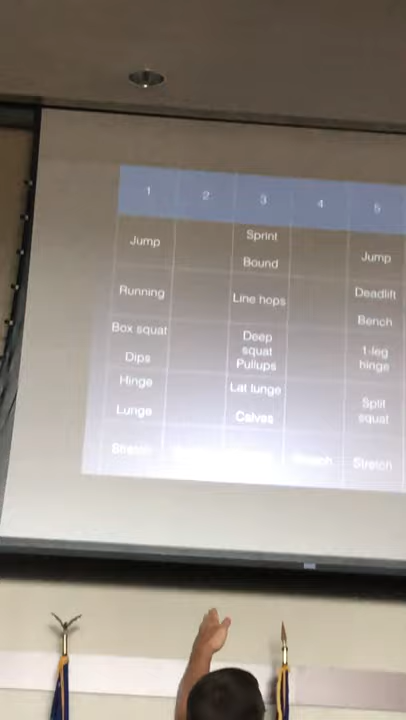 1 2 3 4 5
Jump Sprint Jump
Bound
Running Line hops Deadlift
Bench
Box squat Deep squat 1-leg hinge
Dips Pullups
Hinge Lat lunge Split squat
Lunge Calves
Stretch Stretch